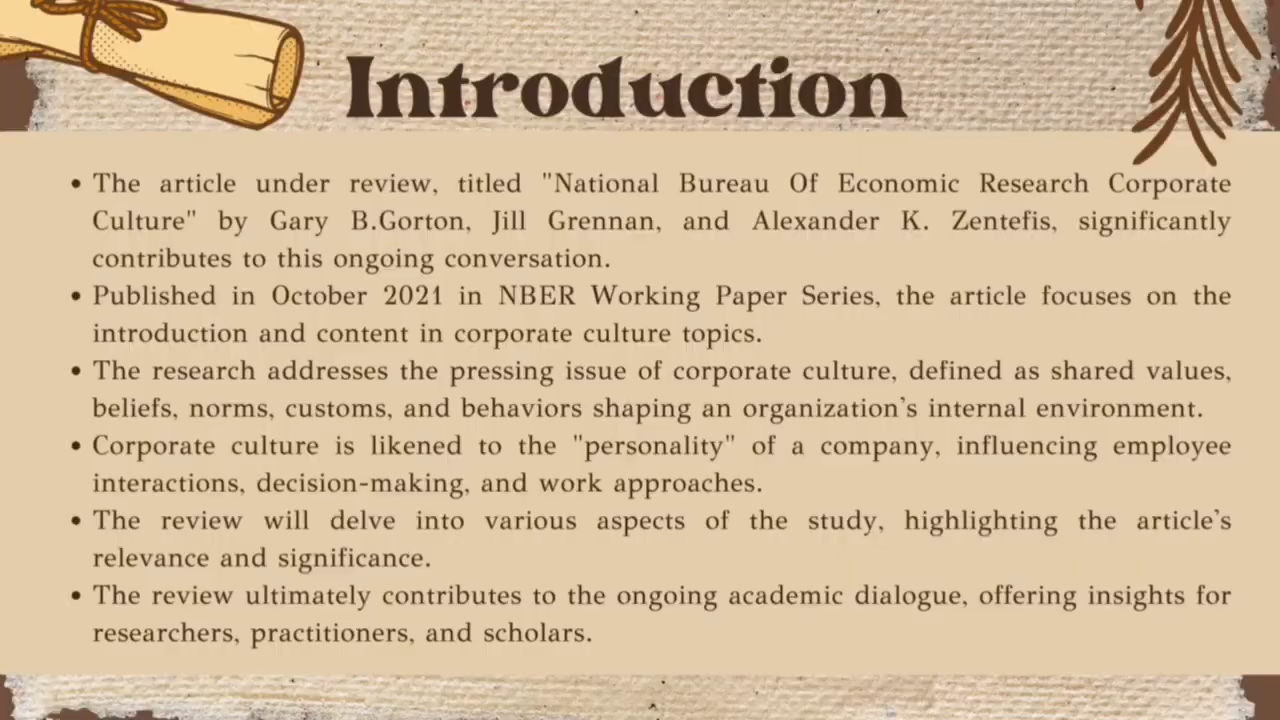 Introduction
• The article under review, titled "National Bureau Of Economic Research Corporate
Culture" by Gary B.Gorton, Jill Grennan, and Alexander K. Zentefis, significantly
contributes to this ongoing conversation.
• Published in October 2021 in NBER Working Paper Series, the article focuses on the
introduction and content in corporate culture topics.
• The research addresses the pressing issue of corporate culture, defined as shared values,
beliefs, norms, customs, and behaviors shaping an organization's internal environment.
• Corporate culture is likened to the "personality" of a company, influencing employee
interactions, decision-making, and work approaches.
• The review will delve into various aspects of the study, highlighting the article's
relevance and significance.
• The review ultimately contributes to the ongoing academic dialogue, offering insights for
researchers, practitioners, and scholars.